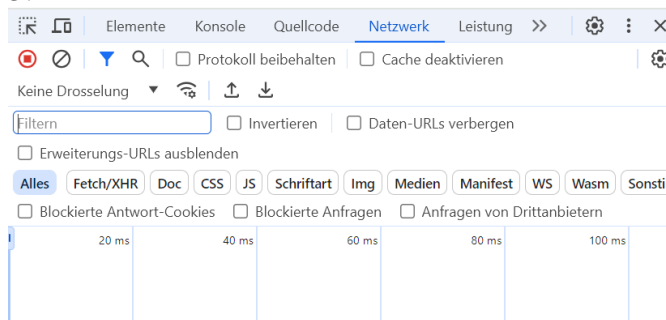 Elemente Konsole Quellcode Netzwerk Leistung
Protokoll beibehalten Cache deaktivieren
Keine Drosselung
Filtern Invertieren Daten-URLs verbergen
Erweiterungs-URLs ausblenden
Alles Fetch/XHR Doc CSS JS Schriftart Img Medien Manifest WS Wasm Sonsti
Blockierte Antwort-Cookies Blockierte Anfragen Anfragen von Drittanbietern
20 ms 40 ms 60 ms 80 ms 100 ms